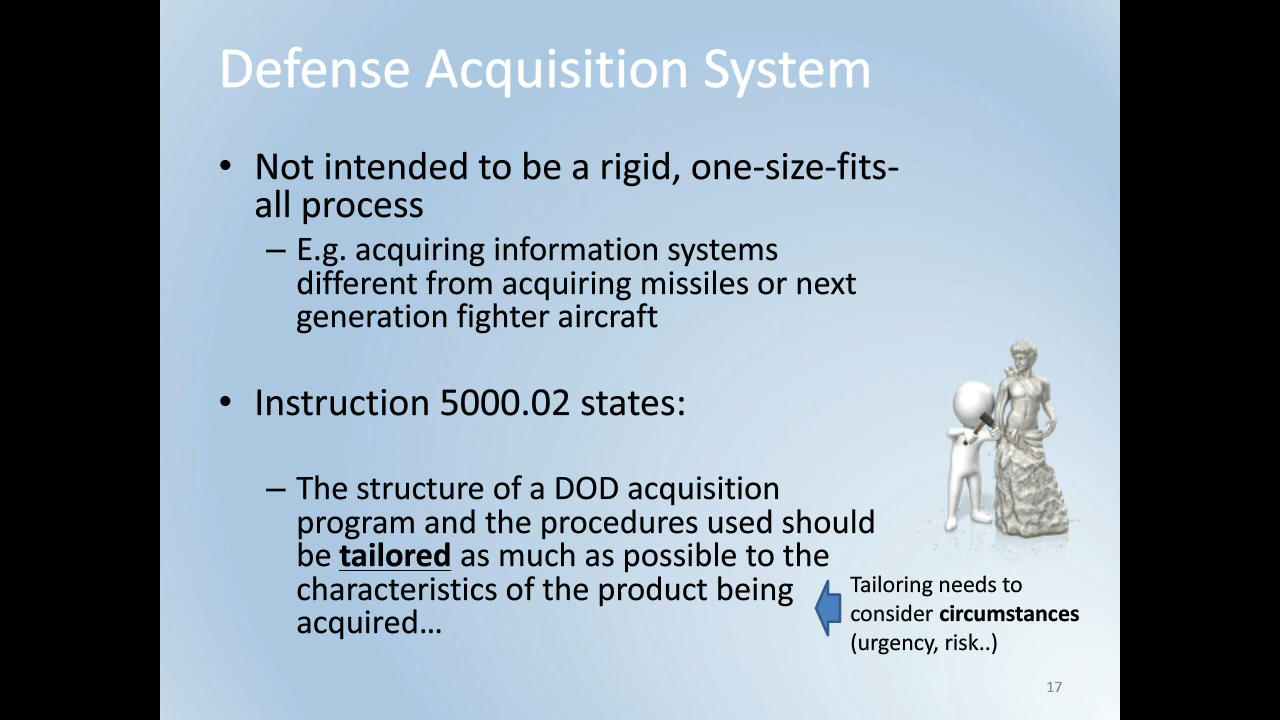 Defense Acquisition System
• Not intended to be a rigid, one-size-fits-
all process
– E.g. acquiring information systems
different from acquiring missiles or next
generation fighter aircraft
• Instruction 5000.02 states:
– The structure of a DOD acquisition
program and the procedures used should
be tailored as much as possible to the
characteristics of the product being
acquired…
Tailoring needs to
consider circumstances
(urgency, risk..)
17